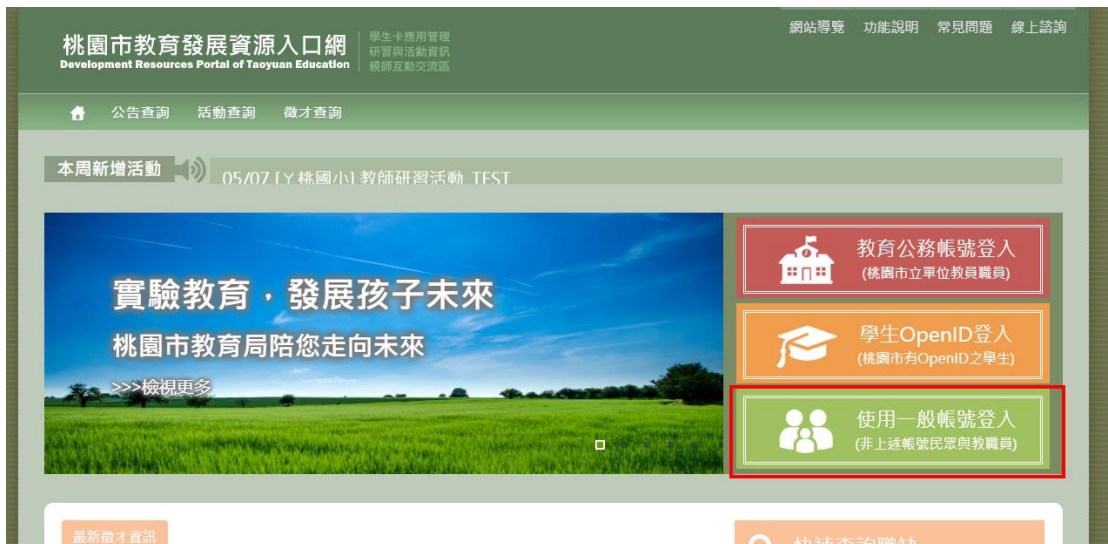 網站導覽 功能說明 常見問題 線上諮詢
桃園市教育發展資源入口網
Development Resources Portal of Taoyuan Education
學生卡應用管理
研習與活動資訊
親師互動交流區
公告查詢 活動查詢 徵才查詢
本周新增活動
05/07 [ㄚ桃國小] 教師研習活動 TEST
實驗教育，發展孩子未來
桃園市教育局陪您走向未來
>>>檢視更多
教育公務帳號登入
(桃園市立單位教員職員)
學生OpenID登入
(桃園市有OpenID之學生)
使用一般帳號登入
(非上述帳號民眾與教職員)
最新徵才資訊
快速查詢職缺